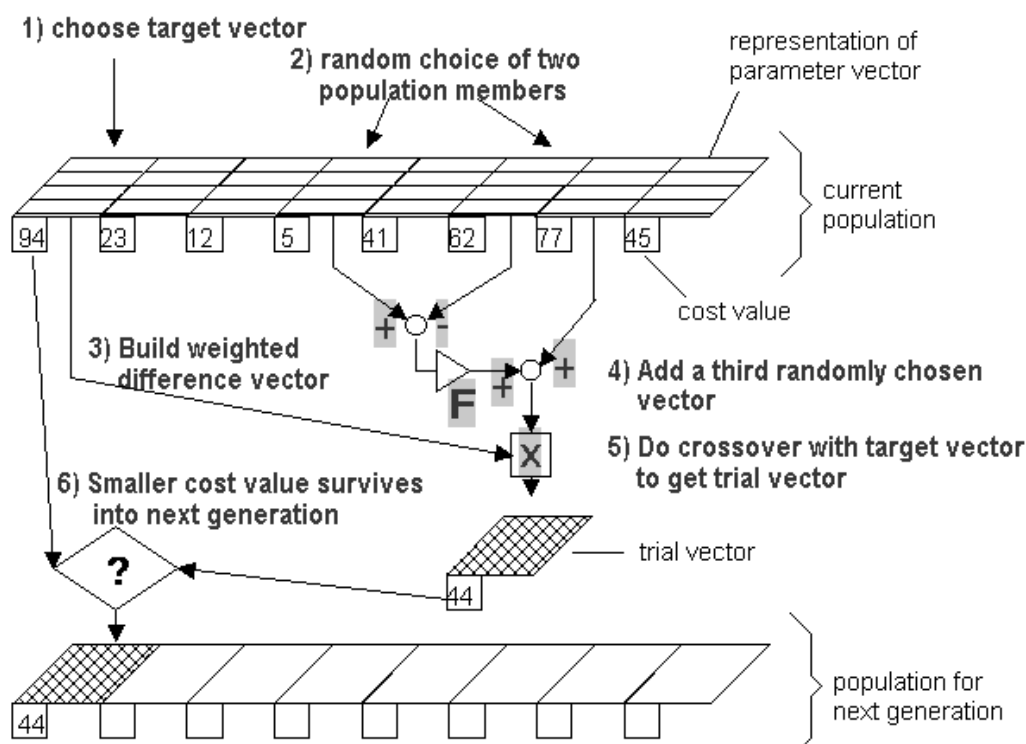 1) choose target vector
2) random choice of two
population members
representation of
parameter vector
current
population
94 23 12 5 41 62 77 45
cost value
+ -
3) Build weighted
difference vector
F
+ +
4) Add a third randomly chosen
vector
X
5) Do crossover with target vector
to get trial vector
6) Smaller cost value survives
into next generation
?
trial vector
44
44
population for
next generation